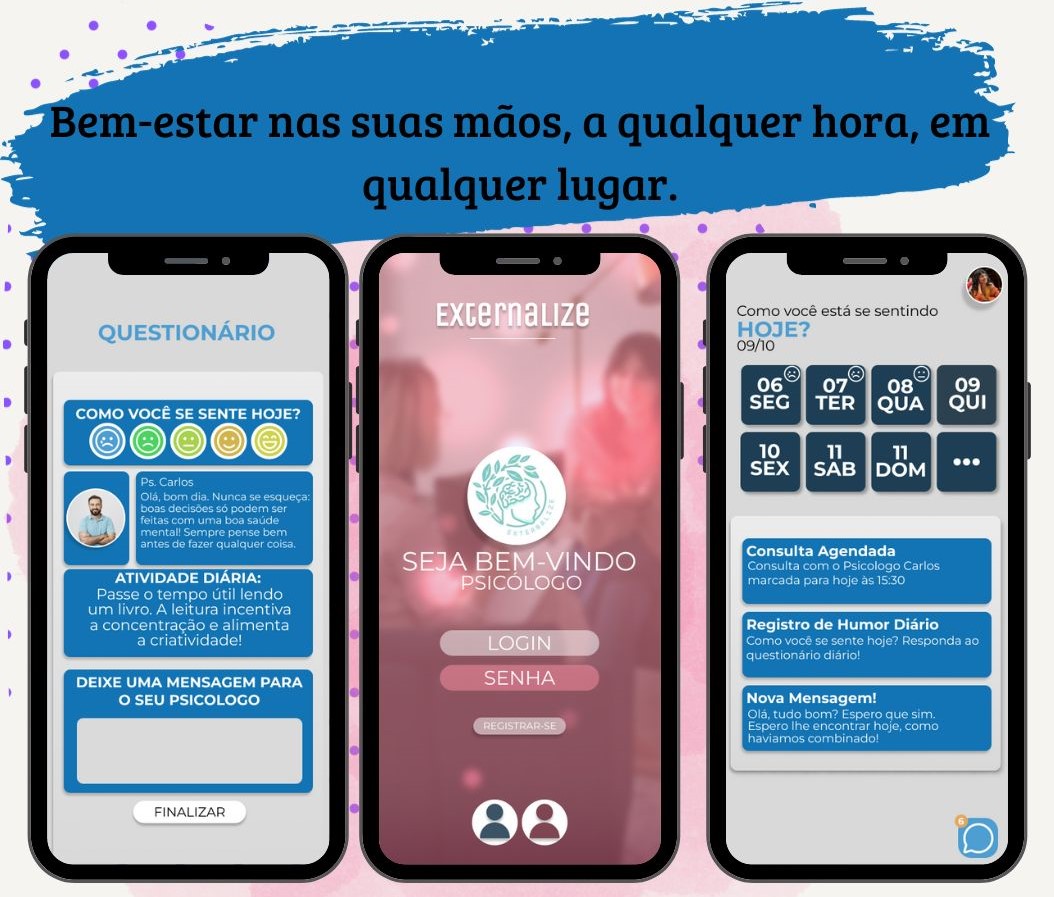 Bem-estar nas suas mãos, a qualquer hora, em
qualquer lugar.
QUESTIONÁRIO
COMO VOCÊ SE SENTE HOJE?
Ps. Carlos
Olá, bom dia. Nunca se esqueça:
boas decisões só podem ser
feitas com uma boa saúde
mental! Sempre pense bem
antes de fazer qualquer coisa.
ATIVIDADE DIÁRIA:
Passe o tempo útil lendo
um livro. A leitura incentiva
a concentração e alimenta
a criatividade!
DEIXE UMA MENSAGEM PARA
O SEU PSICOLOGO
FINALIZAR
EXTERNALIZE
EXTERNALIZE
SEJA BEM-VINDO
PSICÓLOGO
LOGIN
SENHA
REGISTRAR-SE
Como você está se sentindo
HOJE?
09/10
06 07 08 09
SEG TER QUA QUI
10 11 11 •••
SEX SAB DOM
Consulta Agendada
Consulta com o Psicologo Carlos
marcada para hoje às 15:30
Registro de Humor Diário
Como você se sente hoje? Responda ao
questionário diário!
Nova Mensagem!
Olá, tudo bom? Espero que sim.
Espero lhe encontrar hoje, como
haviamos combinado!
6